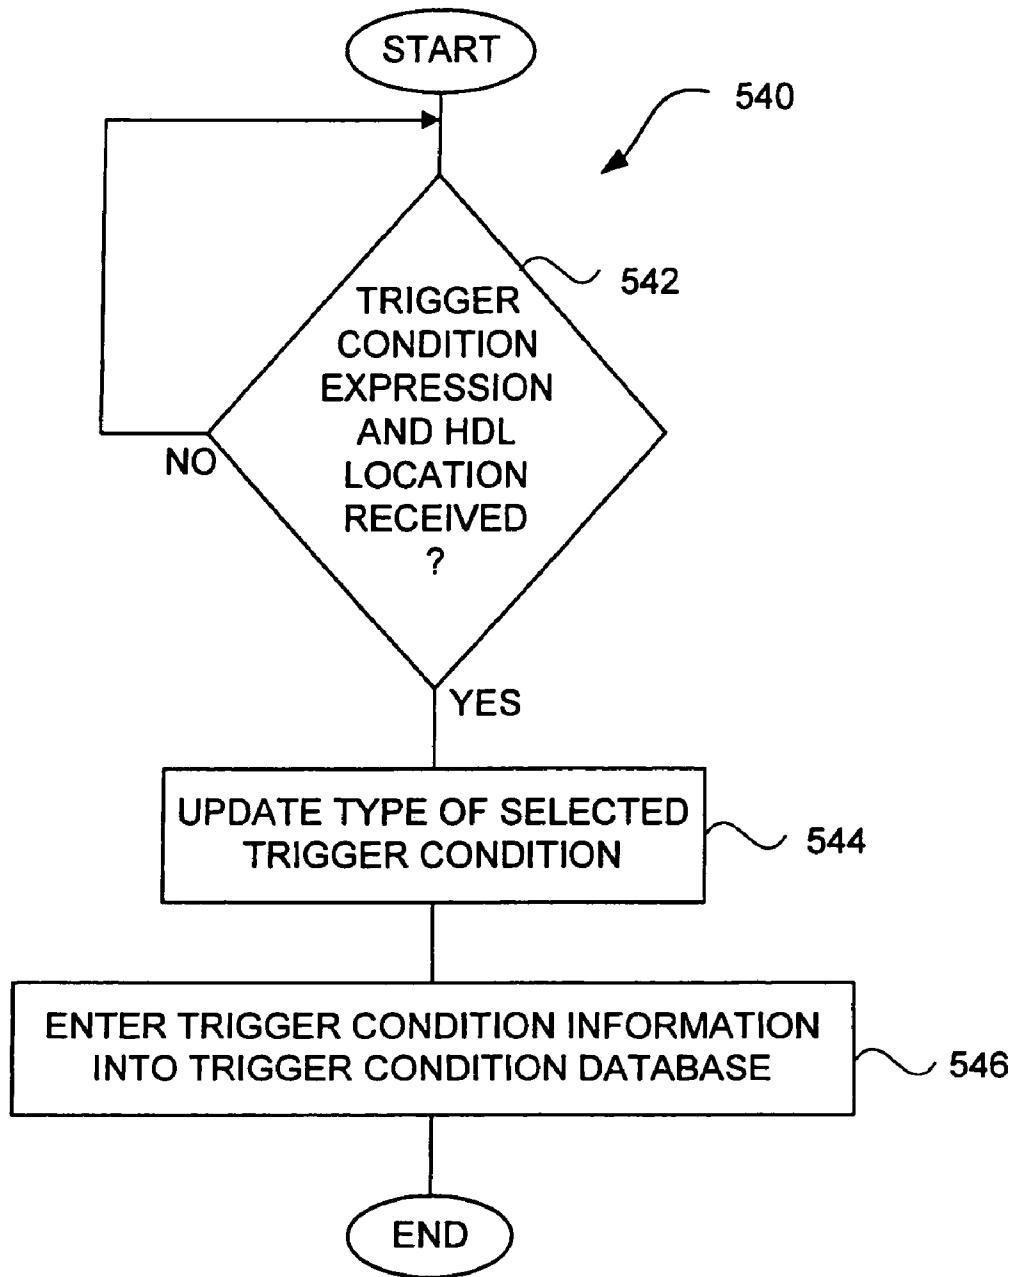 START
540
542
TRIGGER
CONDITION
EXPRESSION
AND HDL
LOCATION
RECEIVED
?
NO
YES
UPDATE TYPE OF SELECTED
TRIGGER CONDITION
544
ENTER TRIGGER CONDITION INFORMATION
INTO TRIGGER CONDITION DATABASE
546
END